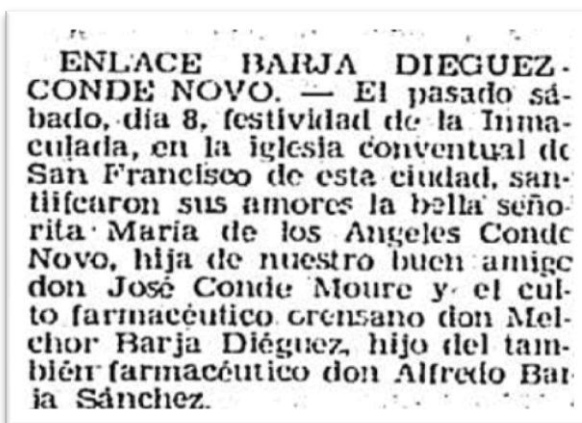 ENLACE BARJA DIEGUEZ-
CONDE NOVO. — El pasado sá-
bado, día 8, festividad de la Inma-
culada, en la iglesia conventual de
San Francisco de esta ciudad, san-
tiifcaron sus amores la bella seño-
rita María de los Angeles Conde
Novo, hija de nuestro buen amigo
don José Conde Moure y el cul-
to farmacéutico orensano don Mel-
chor Barja Diéguez, hijo del tam-
bién farmacéutico don Alfredo Bar
ja Sánchez.